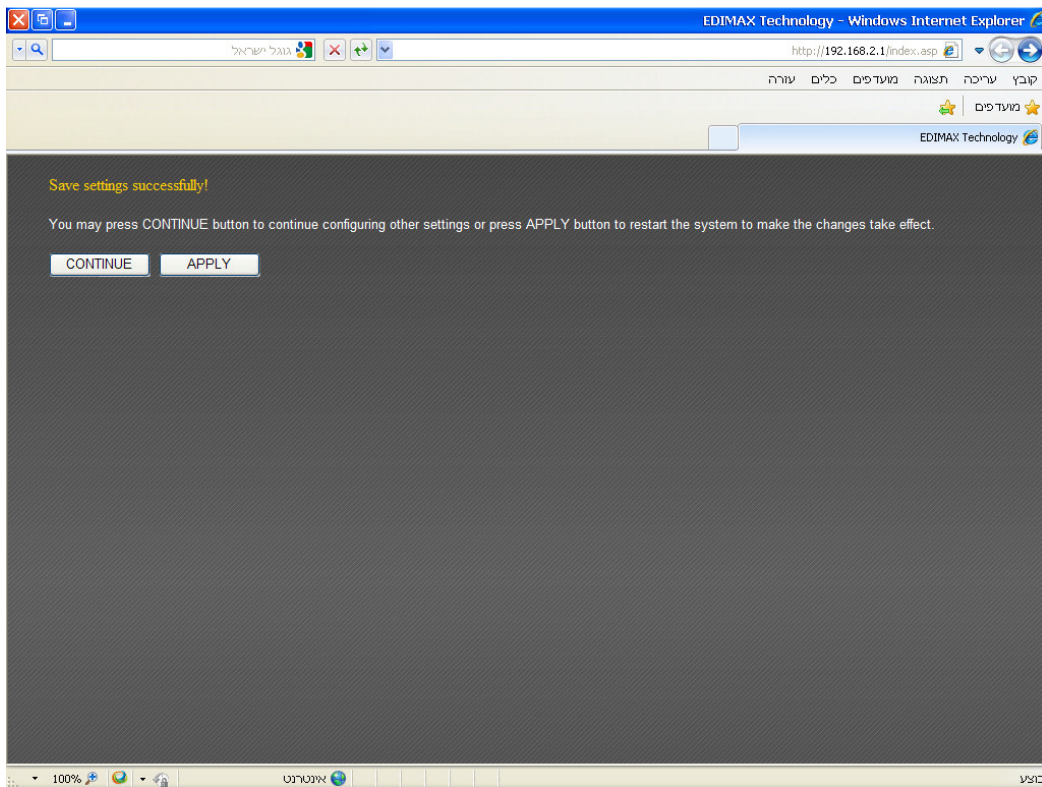 EDIMAX Technology - Windows Internet Explorer
http://192.168.2.1/index.asp
גוגל ישראל
קובץ עריכה תצוגה מועדפים כלים עזרה
מועדפים
EDIMAX Technology
Save settings successfully!
You may press CONTINUE button to continue configuring other settings or press APPLY button to restart the system to make the changes take effect.
CONTINUE APPLY
בוצע
אינטרנט
100%